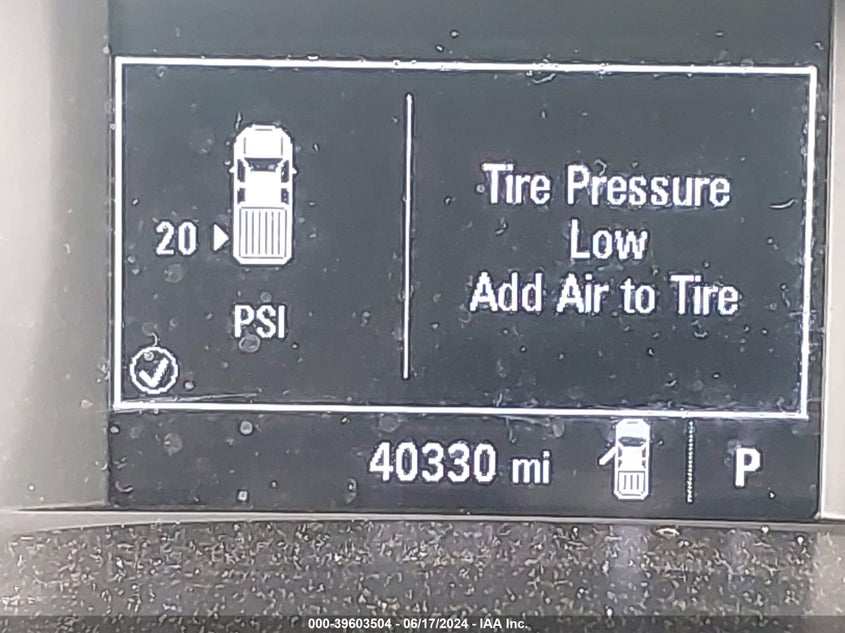 Tire Pressure
Low
Add Air to Tire
20
PSI
40330 mi
P
000-39603504 - 06/17/2024 - IAA Inc.